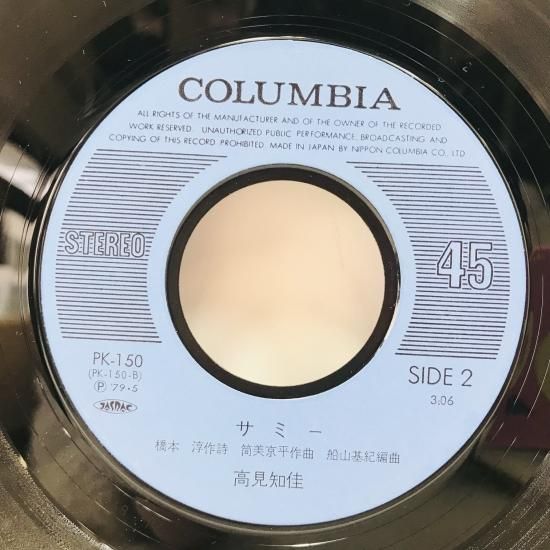 COLUMBIA
ALL RIGHTS OF THE MANUFACTURER AND OF THE OWNER OF THE RECORDED
WORK RESERVED. UNAUTHORIZED PUBLIC PERFORMANCE, BROADCASTING AND
COPYING OF THIS RECORD PROHIBITED. MADE IN JAPAN BY NIPPON COLUMBIA CO., LTD
STEREO
45
PK-150
(PK-150-B)
Ⓟ '79・5
JASRAC
SIDE 2
3:06
サミー
橋本 淳作詩 筒美京平作曲 船山基紀編曲
高見知佳